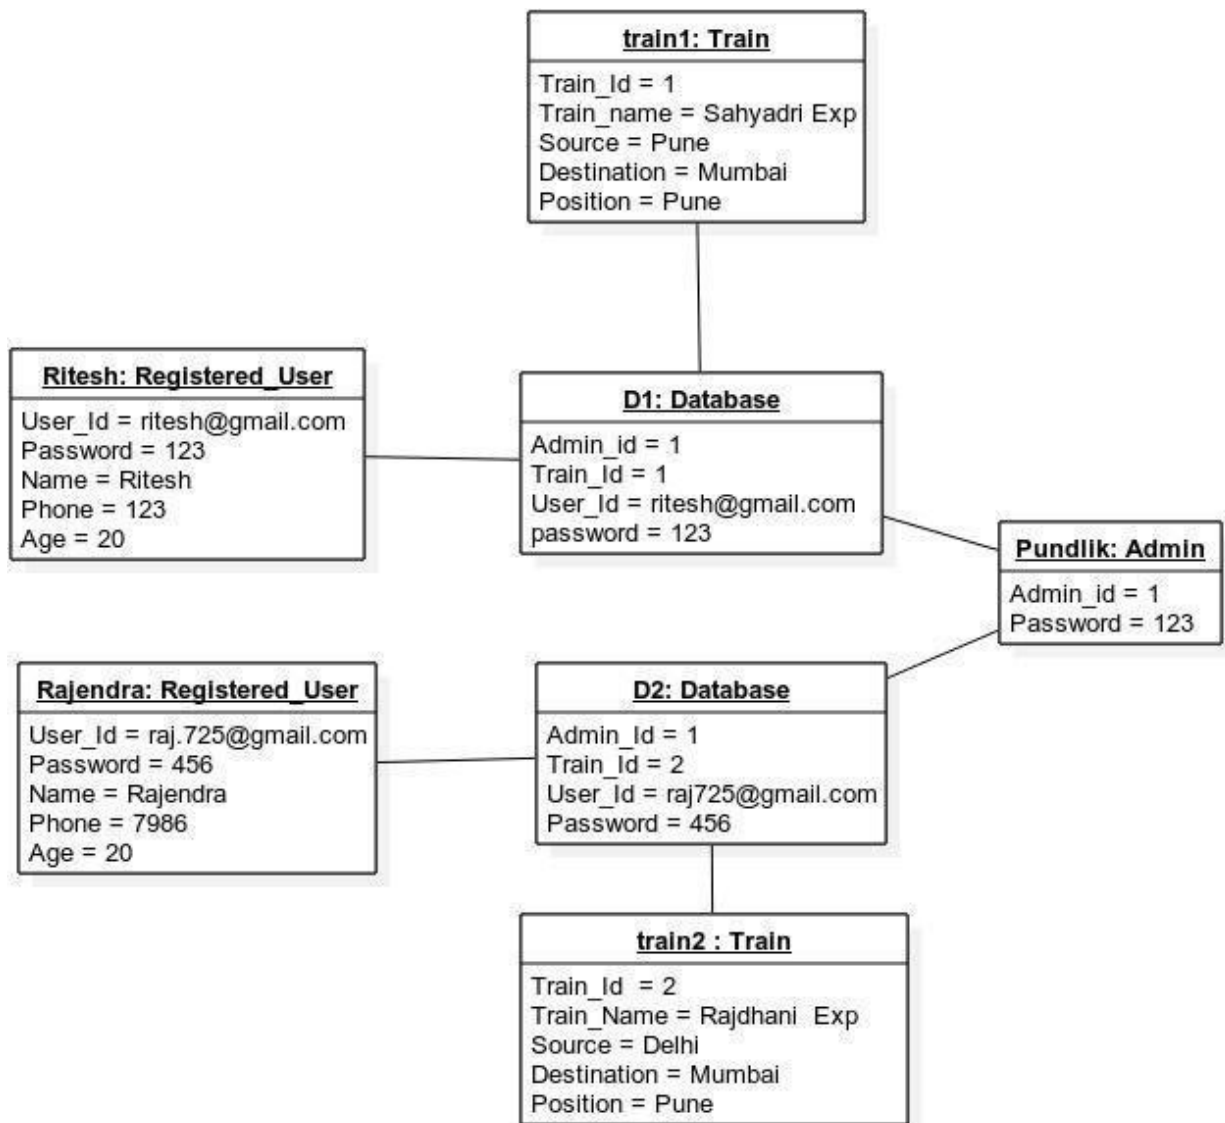 train1: Train
Train_Id = 1
Train_name = Sahyadri Exp
Source = Pune
Destination = Mumbai
Position = Pune
Ritesh: Registered_User
User_Id = ritesh@gmail.com
Password = 123
Name = Ritesh
Phone = 123
Age = 20
D1: Database
Admin_id = 1
Train_Id = 1
User_Id = ritesh@gmail.com
password = 123
Pundlik: Admin
Admin_id = 1
Password = 123
Rajendra: Registered_User
User_Id = raj.725@gmail.com
Password = 456
Name = Rajendra
Phone = 7986
Age = 20
D2: Database
Admin_Id = 1
Train_Id = 2
User_Id = raj725@gmail.com
Password = 456
train2 : Train
Train_Id  = 2
Train_Name = Rajdhani  Exp
Source = Delhi
Destination = Mumbai
Position = Pune